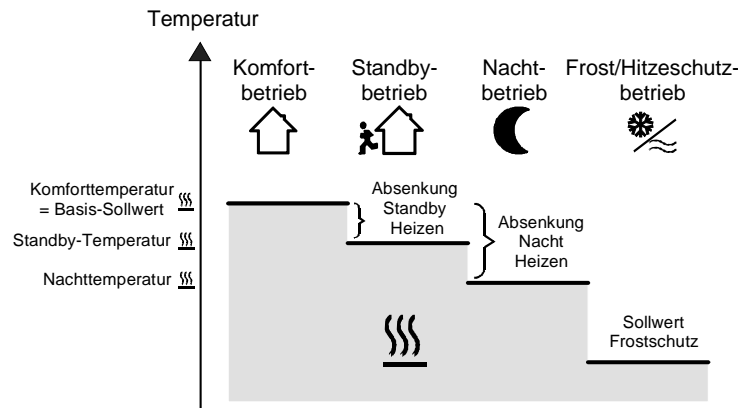 Temperatur
Komfort-
betrieb
Standby-
betrieb
Nacht-
betrieb
Frost/Hitzeschutz-
betrieb
Komforttemperatur
= Basis-Sollwert
Standby-Temperatur
Nachttemperatur
Absenkung
Standby
Heizen
Absenkung
Nacht
Heizen
Sollwert
Frostschutz